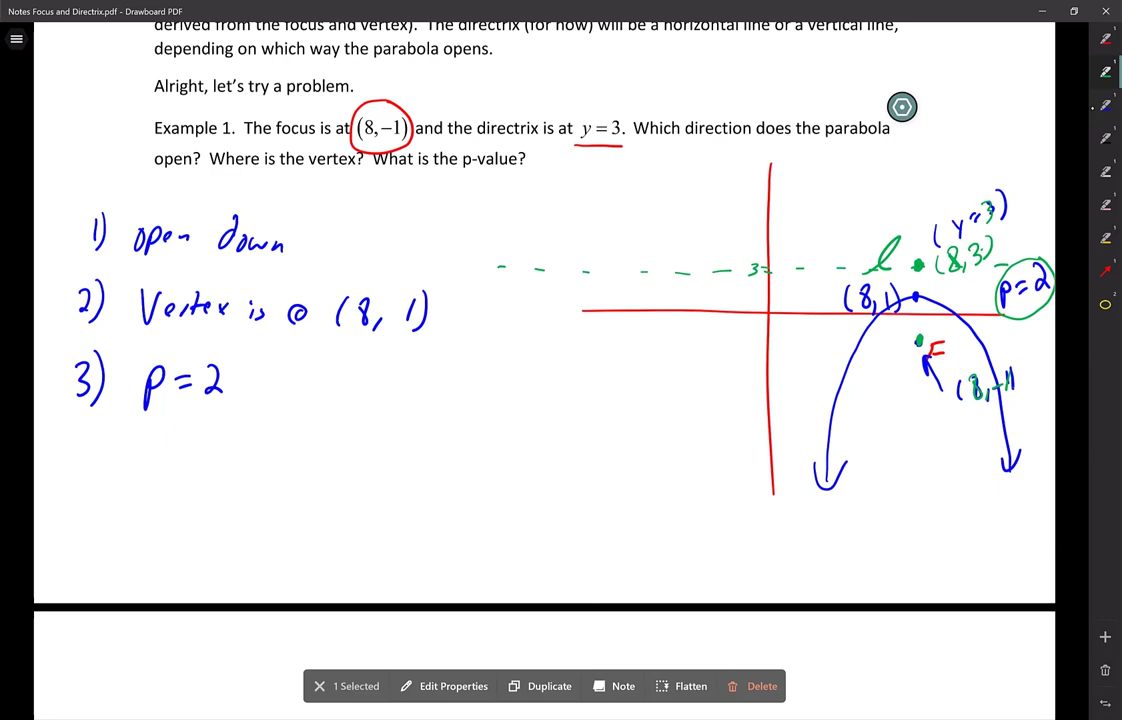 Notes Focus and Directrix.pdf - Drawboard PDF
derived from the focus and vertex). The directrix (for now) will be a horizontal line or a vertical line,
depending on which way the parabola opens.
Alright, let's try a problem.
Example 1. The focus is at (8,−1) and the directrix is at y = 3. Which direction does the parabola
open? Where is the vertex? What is the p-value?
1) open down
2) Vertex is @ (8, 1)
3) p = 2
(y = 3)
3
l
(8,3)
(8,1)
p = 2
F
(8,-1)
1 Selected
Edit Properties
Duplicate
Note
Flatten
Delete